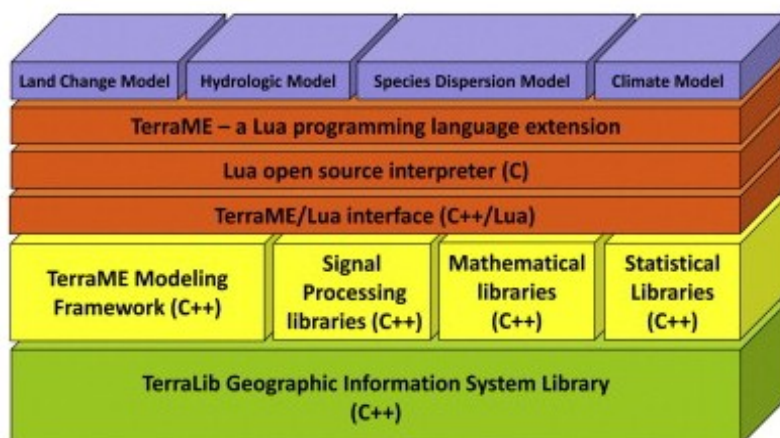 Land Change Model
Hydrologic Model
Species Dispersion Model
Climate Model
TerraME – a Lua programming language extension
Lua open source interpreter (C)
TerraME/Lua interface (C++/Lua)
TerraME Modeling
Framework (C++)
Signal
Processing
libraries (C++)
Mathematical
libraries
(C++)
Statistical
Libraries
(C++)
TerraLib Geographic Information System Library
(C++)